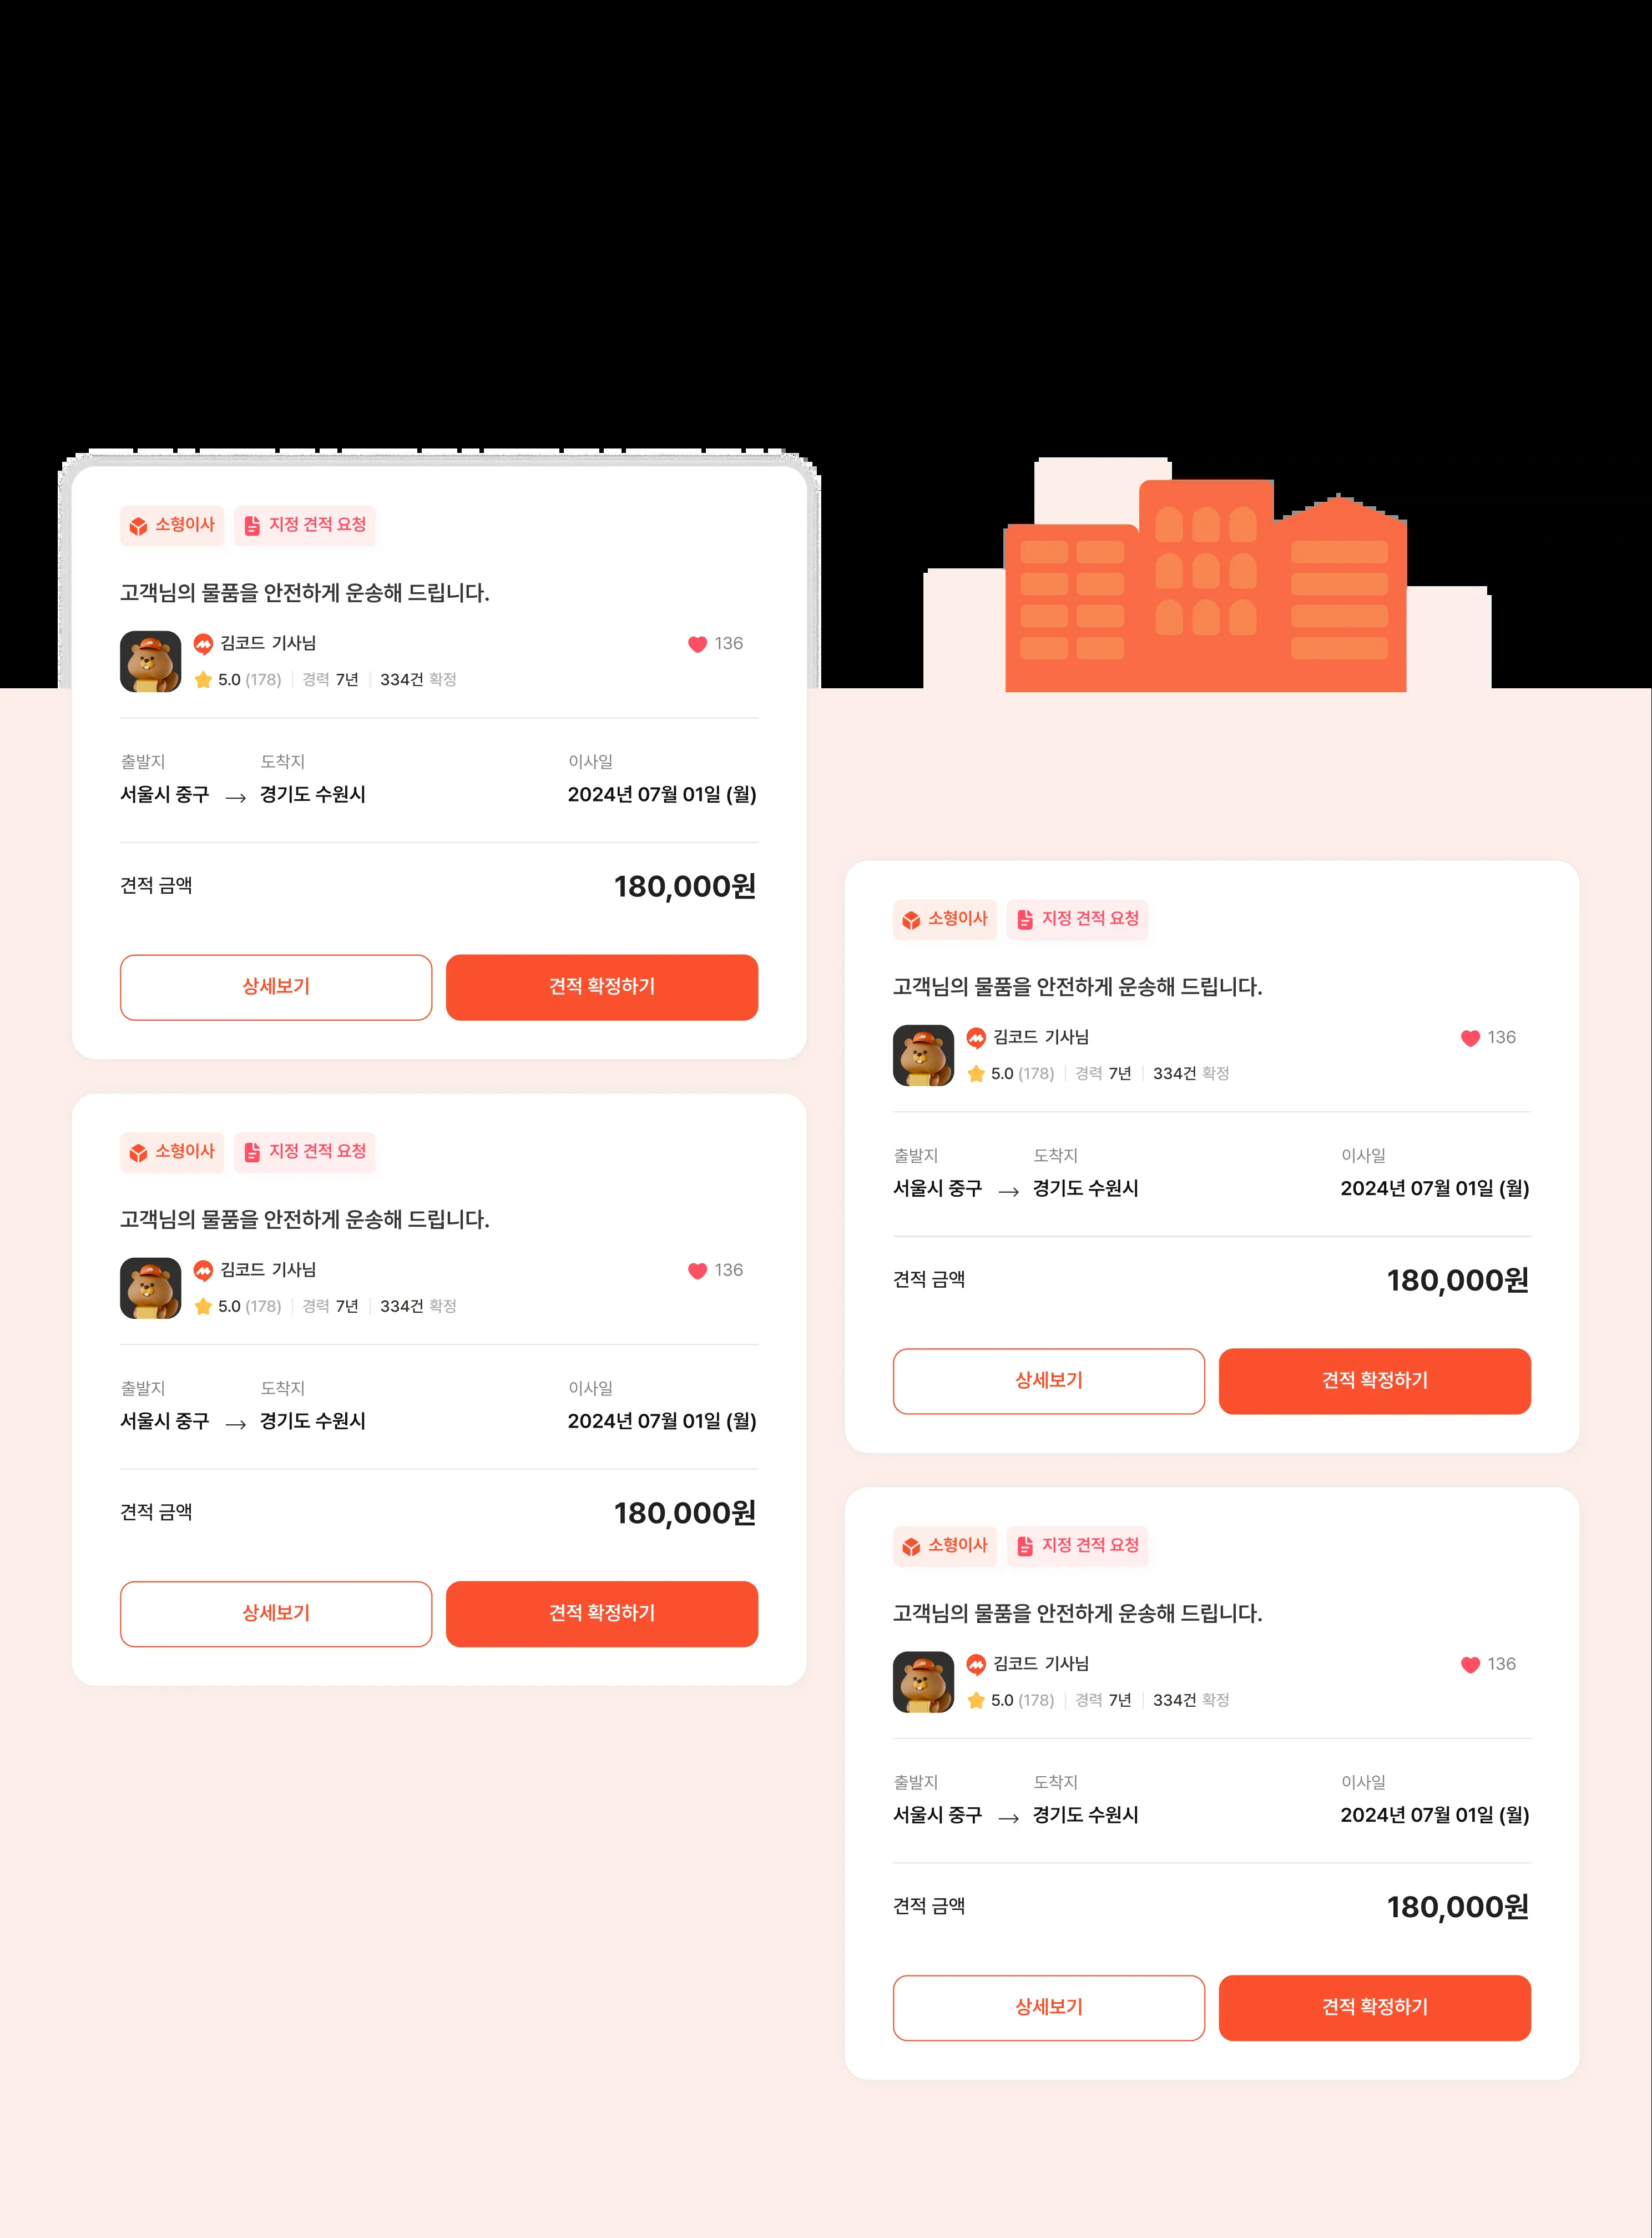 소형이사 지정 견적 요청
고객님의 물품을 안전하게 운송해 드립니다.
김코드 기사님 136
5.0 (178) 경력 7년 334건 확정
출발지 도착지 이사일
서울시 중구 → 경기도 수원시 2024년 07월 01일 (월)
견적 금액 180,000원
상세보기 견적 확정하기
소형이사 지정 견적 요청
고객님의 물품을 안전하게 운송해 드립니다.
김코드 기사님 136
5.0 (178) 경력 7년 334건 확정
출발지 도착지 이사일
서울시 중구 → 경기도 수원시 2024년 07월 01일 (월)
견적 금액 180,000원
상세보기 견적 확정하기
소형이사 지정 견적 요청
고객님의 물품을 안전하게 운송해 드립니다.
김코드 기사님 136
5.0 (178) 경력 7년 334건 확정
출발지 도착지 이사일
서울시 중구 → 경기도 수원시 2024년 07월 01일 (월)
견적 금액 180,000원
상세보기 견적 확정하기
소형이사 지정 견적 요청
고객님의 물품을 안전하게 운송해 드립니다.
김코드 기사님 136
5.0 (178) 경력 7년 334건 확정
출발지 도착지 이사일
서울시 중구 → 경기도 수원시 2024년 07월 01일 (월)
견적 금액 180,000원
상세보기 견적 확정하기